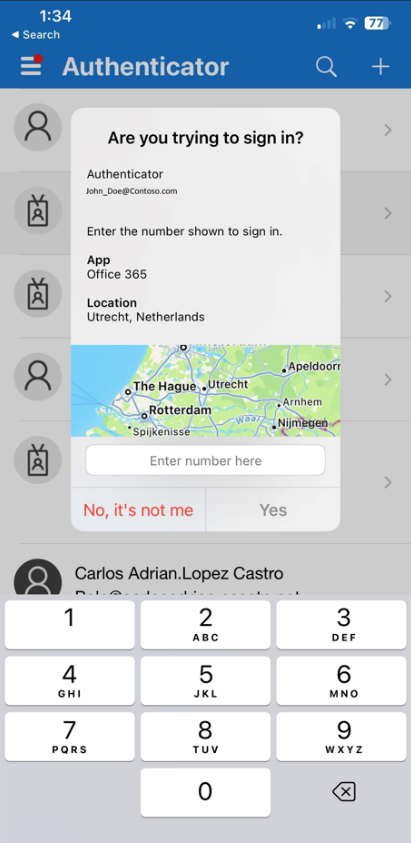 1:34
77
◀ Search
Authenticator
Are you trying to sign in?
Authenticator
John_Doe@Contoso.com
Enter the number shown to sign in.
App
Office 365
Location
Utrecht, Netherlands
Apeldoorn
The Hague
Utrecht
Arnhem
Rotterdam
Waal
Nijmegen
Spijkenisse
Enter number here
No, it's not me
Yes
Carlos Adrian.Lopez Castro
1
2 ABC
3 DEF
4 GHI
5 JKL
6 MNO
7 PQRS
8 TUV
9 WXYZ
0